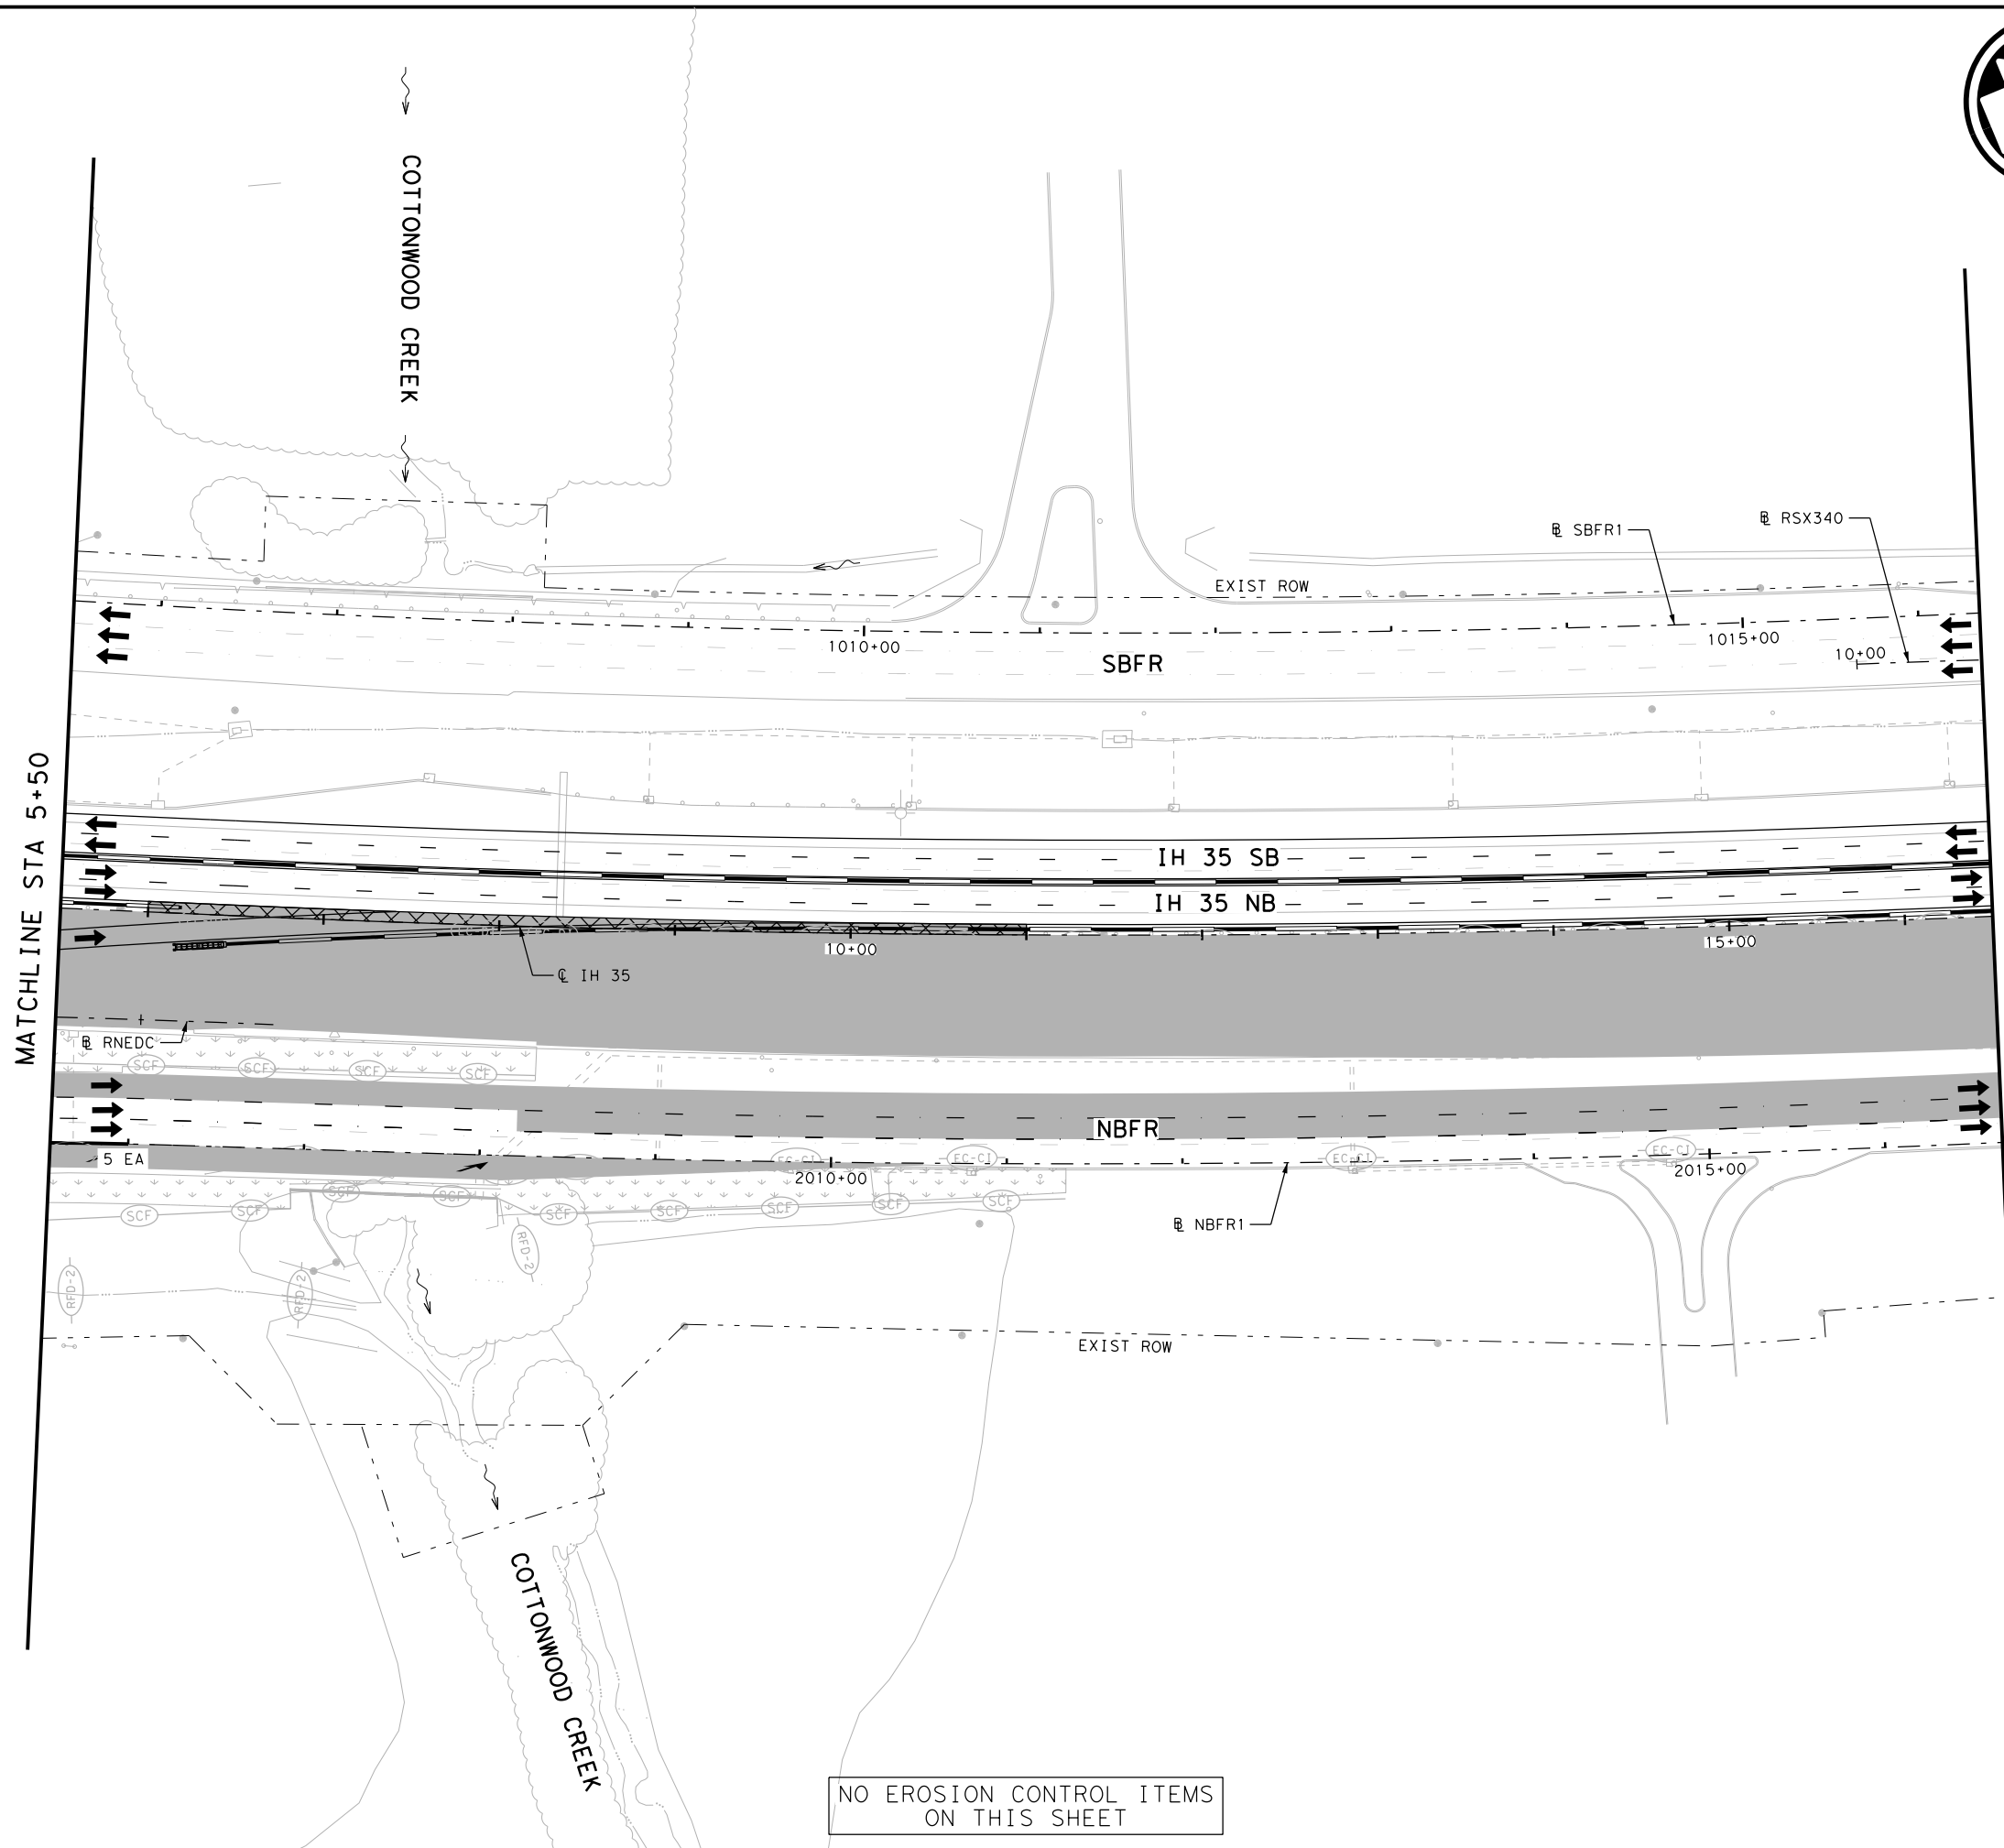 COTTONWOOD CREEK
EXIST ROW
℄ SBFR1
℄ RSX340
1010+00
SBFR
1015+00
10+00
MATCHLINE STA 5+50
IH 35 SB
IH 35 NB
10+00
15+00
℄ IH 35
℄ RNEDC
SCF
SCF
SCF
SCF
NBFR
5 EA
EC-CI
EC-CI
EC-CI
EC-CI
2010+00
2015+00
SCF
SCF
SCF
SCF
SCF
SCF
SCF
SCF
SCF
℄ NBFR1
RFD-2
RFD-2
RFD-2
EXIST ROW
COTTONWOOD CREEK
NO EROSION CONTROL ITEMS
ON THIS SHEET